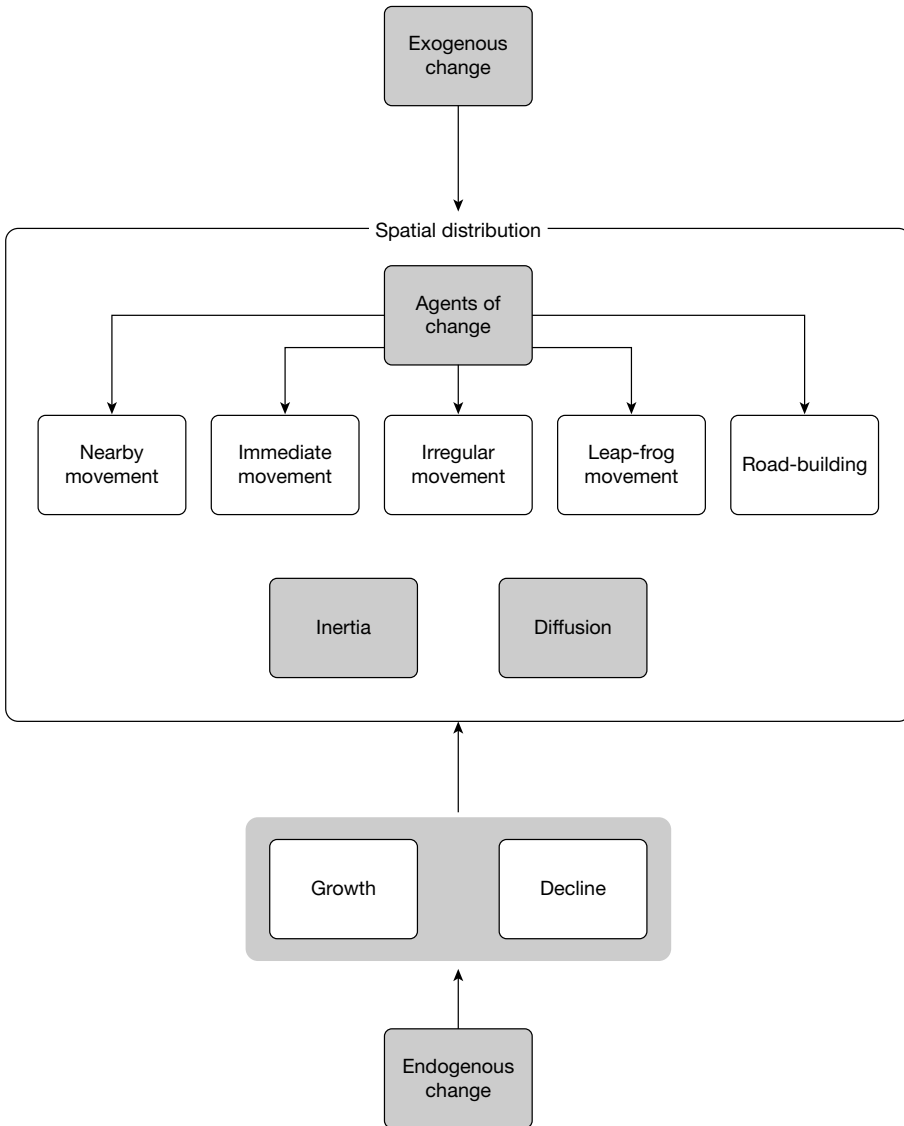 Exogenous
change
Spatial distribution
Agents of
change
Nearby
movement
Immediate
movement
Irregular
movement
Leap-frog
movement
Road-building
Inertia
Diffusion
Growth
Decline
Endogenous
change